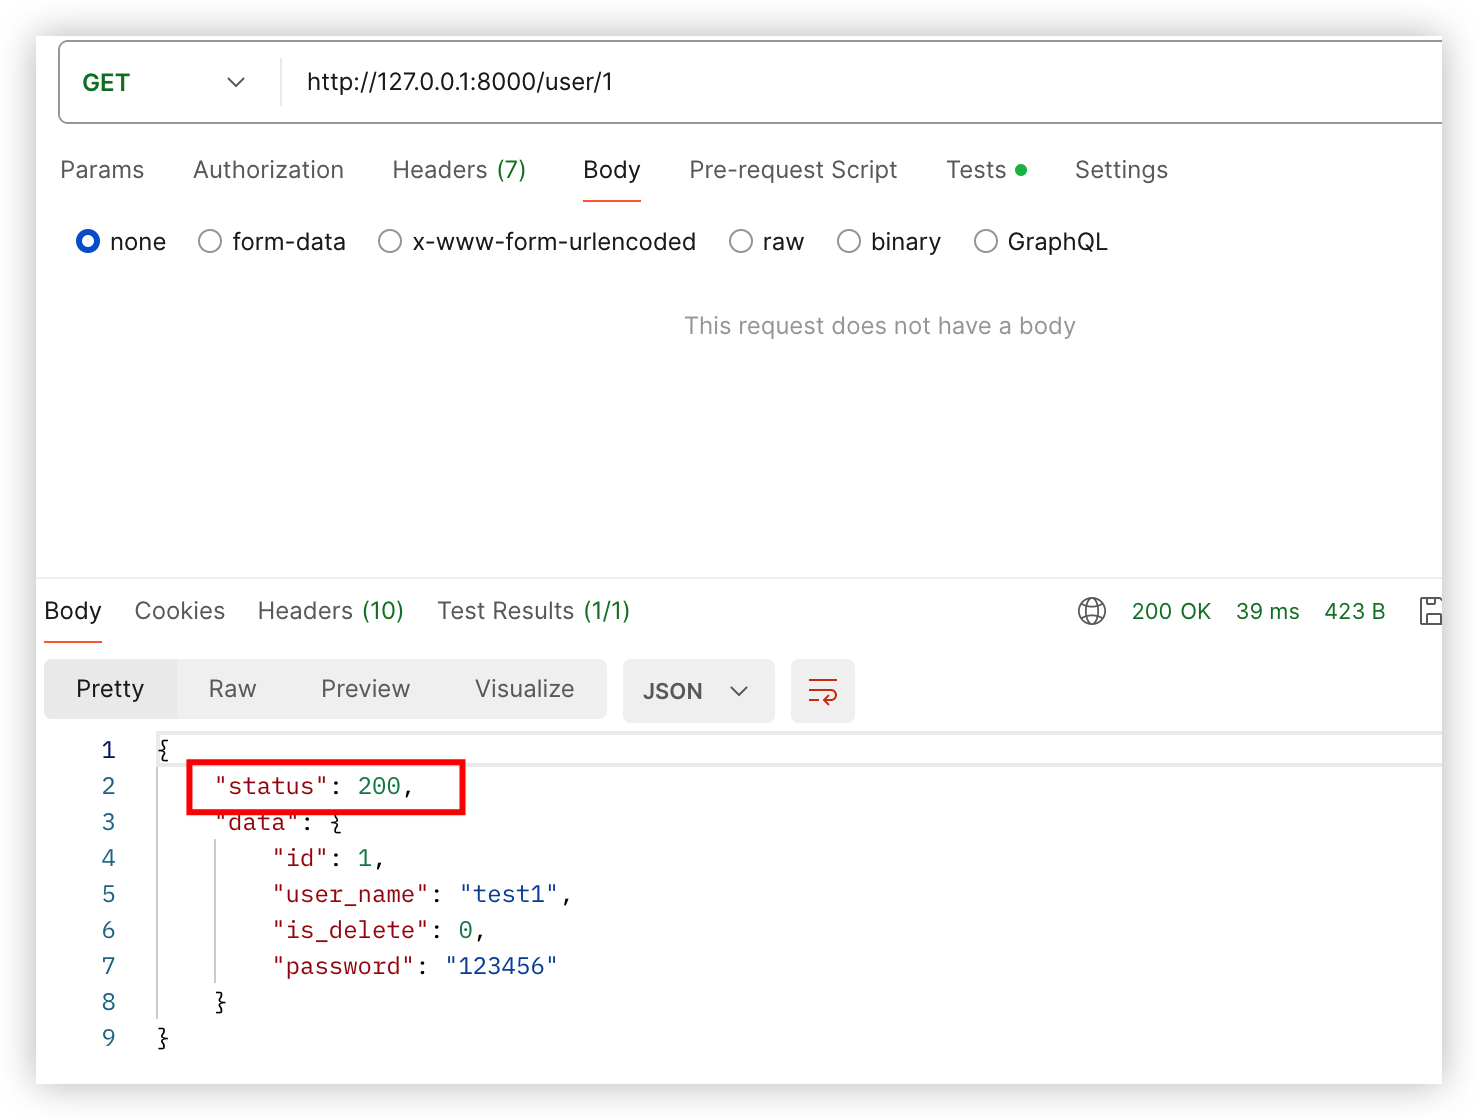 GET http://127.0.0.1:8000/user/1
Params Authorization Headers (7) Body Pre-request Script Tests Settings
none form-data x-www-form-urlencoded raw binary GraphQL
This request does not have a body
Body Cookies Headers (10) Test Results (1/1) 200 OK 39 ms 423 B
Pretty Raw Preview Visualize JSON
1 {
2 "status": 200,
3 "data": {
4 "id": 1,
5 "user_name": "test1",
6 "is_delete": 0,
7 "password": "123456"
8 }
9 }